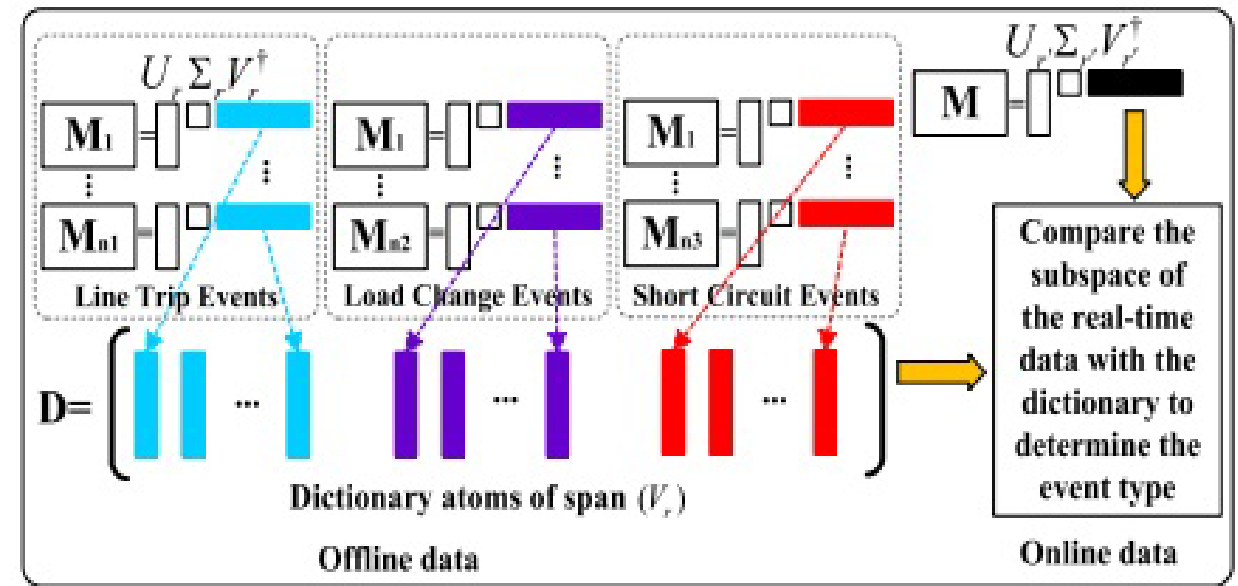 U_r Σ_r V_r^†
M₁ =
⋮ ⋮
M_n1 =
Line Trip Events
M₁ =
⋮ ⋮
M_n2 =
Load Change Events
M₁ =
⋮ ⋮
M_n3 =
Short Circuit Events
D=
...
...
...
Dictionary atoms of span (V_r)
Offline data
U_r' Σ_r' V_r'^†
M =
Compare the
subspace of
the real-time
data with the
dictionary to
determine the
event type
Online data